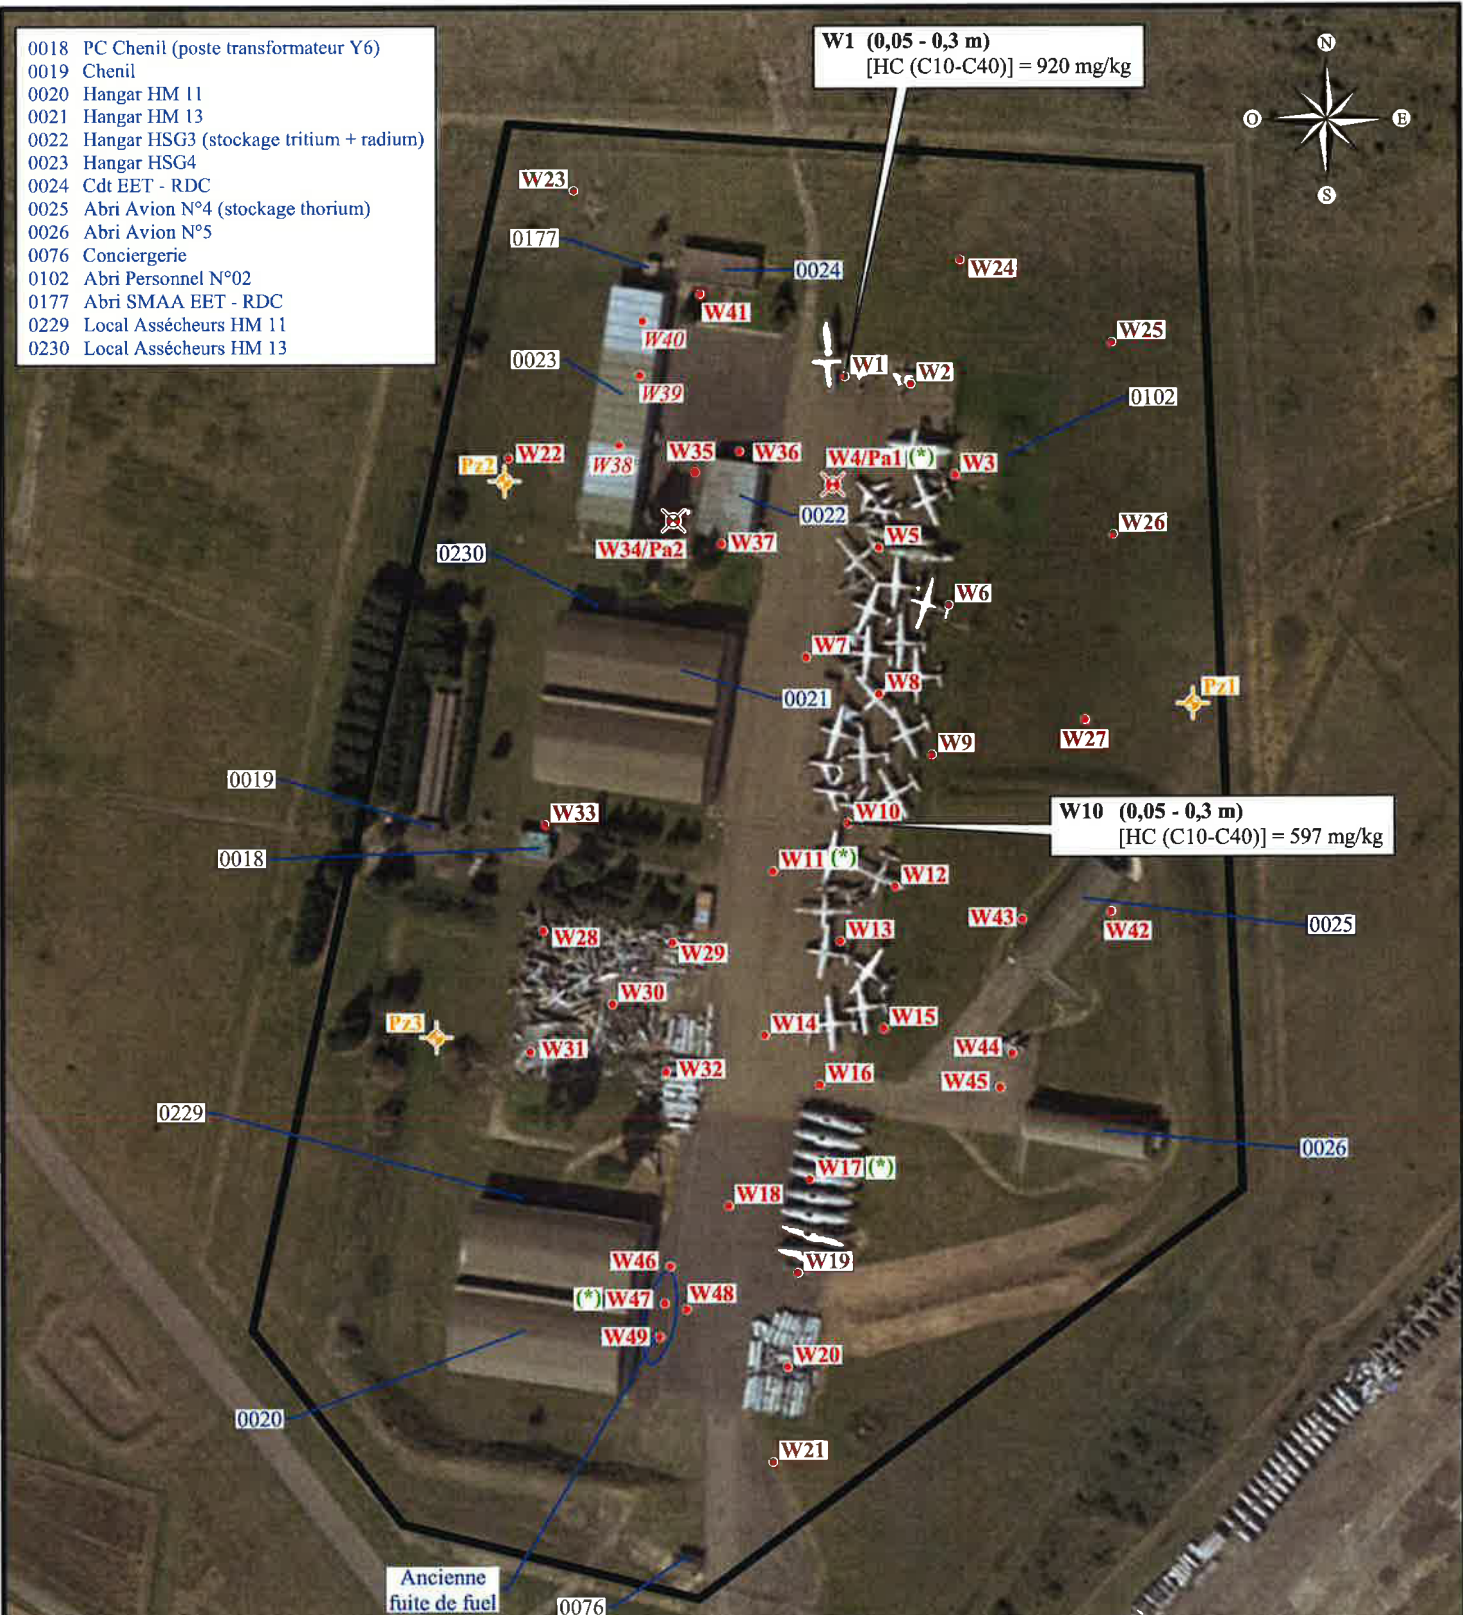 0018 PC Chenil (poste transformateur Y6)
0019 Chenil
0020 Hangar HM 11
0021 Hangar HM 13
0022 Hangar HSG3 (stockage tritium + radium)
0023 Hangar HSG4
0024 Cdt EET - RDC
0025 Abri Avion N°4 (stockage thorium)
0026 Abri Avion N°5
0076 Conciergerie
0102 Abri Personnel N°02
0177 Abri SMAA EET - RDC
0229 Local Assécheurs HM 11
0230 Local Assécheurs HM 13
W1 (0,05 - 0,3 m)
[HC (C10-C40)] = 920 mg/kg
N
O
E
S
W23
0177
0024
W24
W41
W40
W25
0023
W1
W2
W39
0102
W22
Pz2
W38
W35
W36
W4/Pa1 (*)
W3
0022
W26
W34/Pa2
W37
W5
0230
W6
W7
W8
0021
Pz1
W27
W9
0019
W33
W10
W10 (0,05 - 0,3 m)
[HC (C10-C40)] = 597 mg/kg
0018
W11 (*)
W12
W43
W42
0025
W28
W29
W13
W30
Pz3
W14
W15
W31
W44
W32
W16
W45
0229
0026
W17 (*)
W18
W46
W19
(*) W47
W48
W49
W20
0020
W21
Ancienne
fuite de fuel
0076